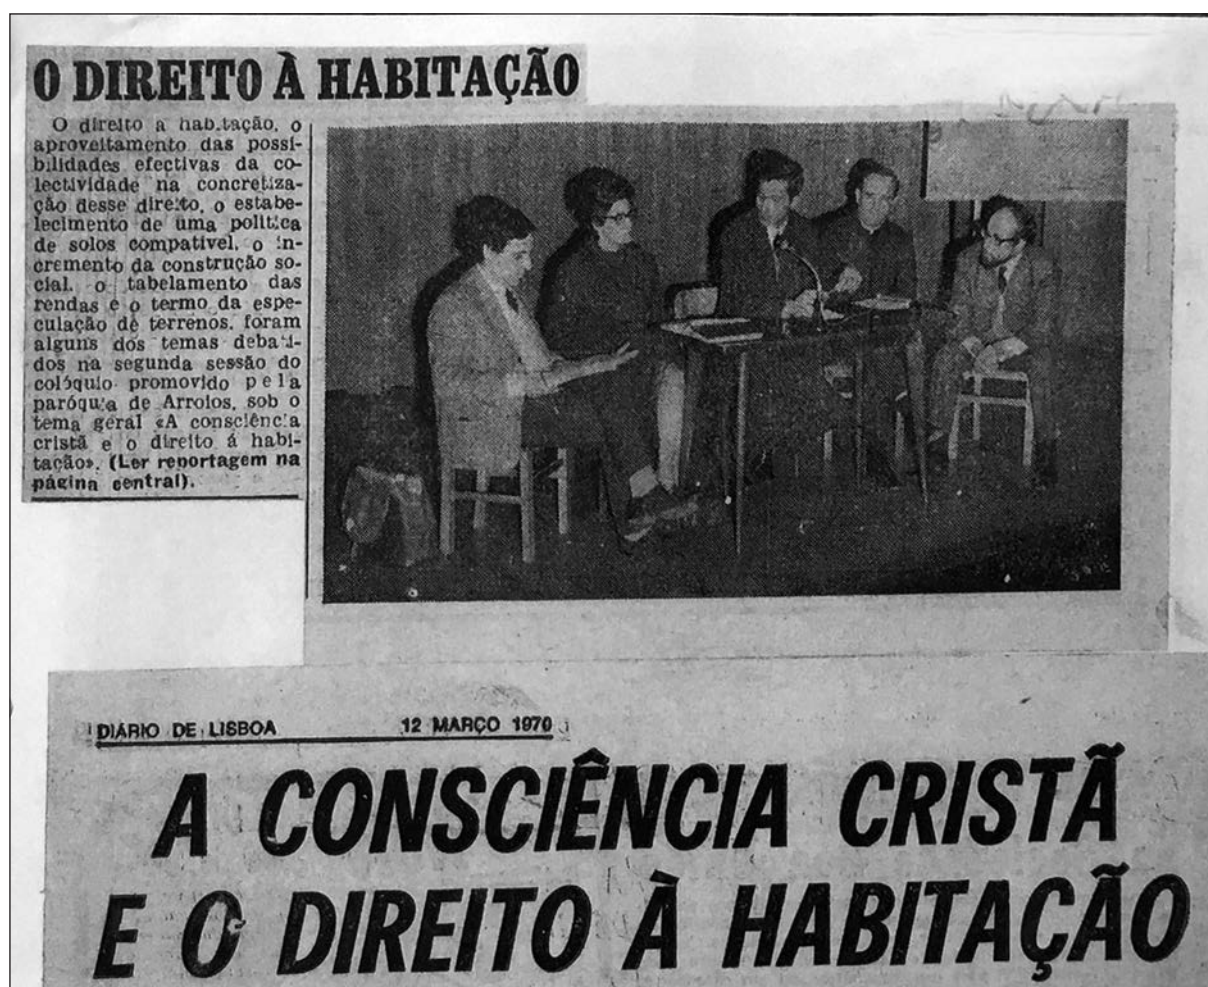 O DIREITO À HABITAÇÃO
O direito a hab.tação, o
aproveitamento das possi-
bilidades efectivas da co-
lectividade na concretiza-
ção desse direito, o estabe-
lecimento de uma política
de solos compatível, o in-
cremento da construção so-
cial, o tabelamento das
rendas e o termo da espe-
culação de terrenos, foram
alguns dos temas debati-
dos na segunda sessão do
colóquio promovido pela
paróquia de Arroios, sob o
tema geral «A consciência
cristã e o direito á habi-
tação». (Ler reportagem na
página central).
DIÁRIO DE LISBOA 12 MARÇO 1970
A CONSCIÊNCIA CRISTÃ
E O DIREITO À HABITAÇÃO